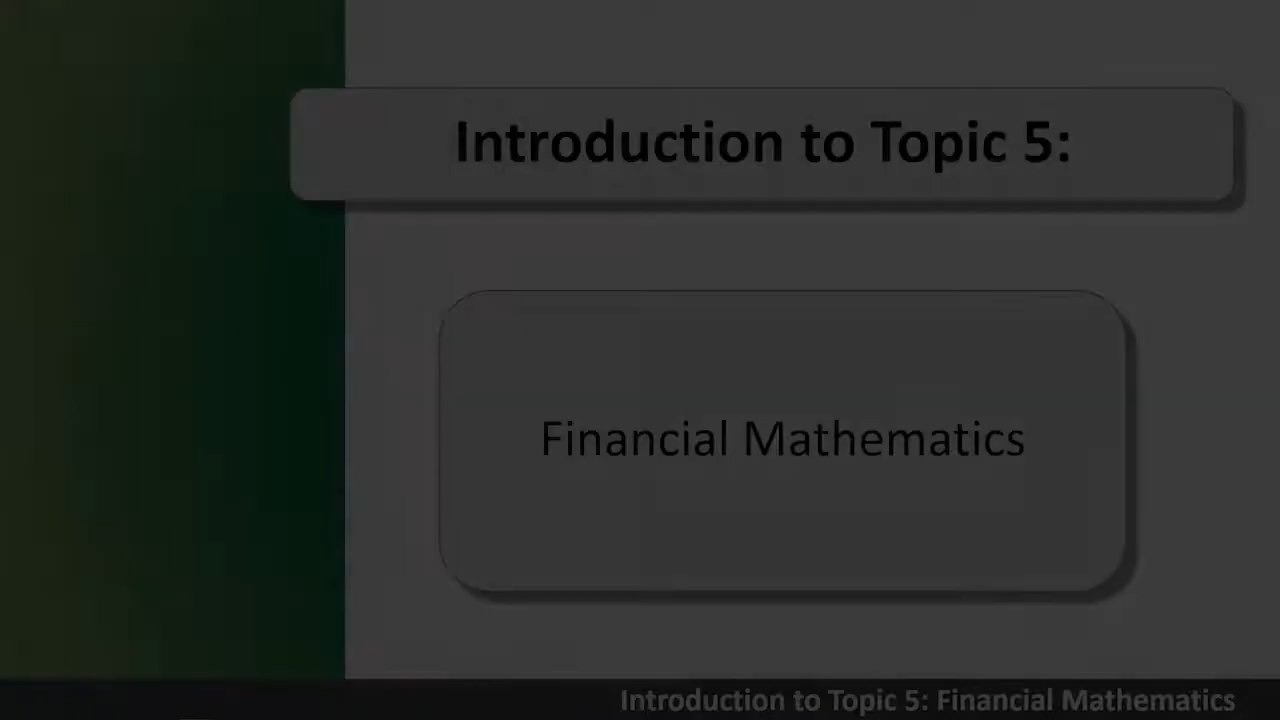 Introduction to Topic 5:
Financial Mathematics
Introduction to Topic 5: Financial Mathematics